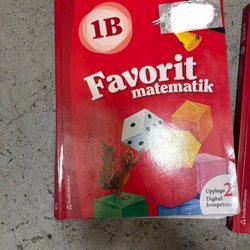 1B
Favorit
matematik
Upplaga 2
Digital
kompetens